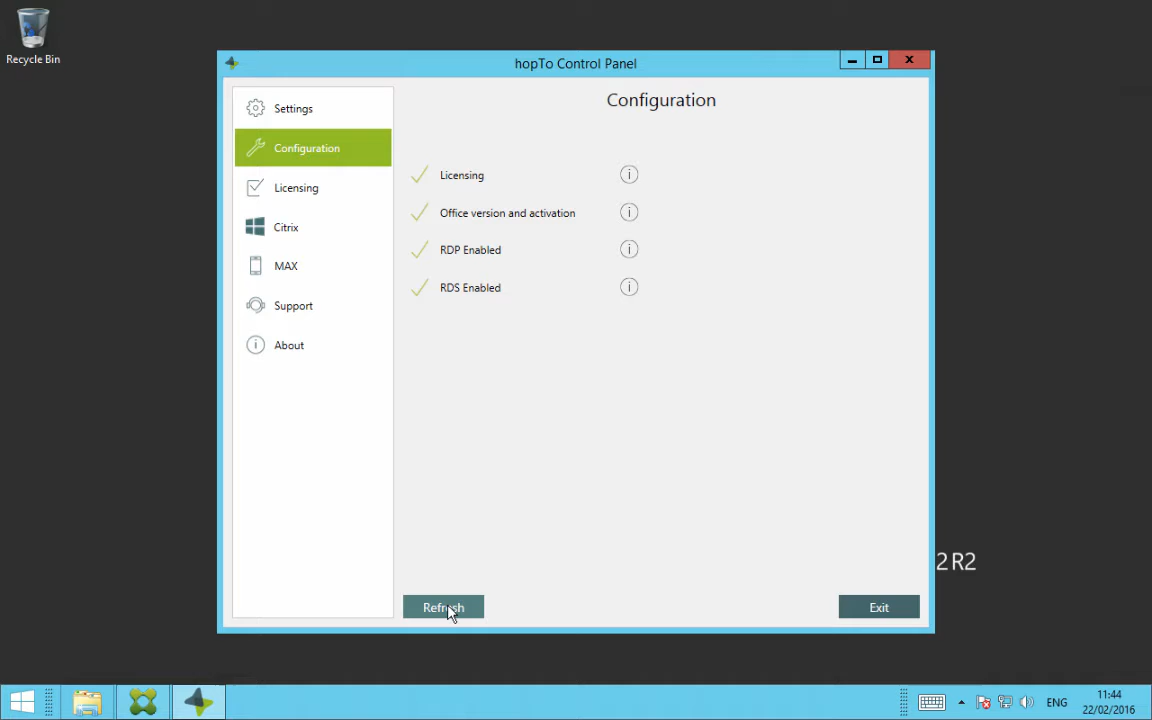 Recycle Bin
hopTo Control Panel
Settings
Configuration
Licensing
Citrix
MAX
Support
About
Configuration
Licensing
Office version and activation
RDP Enabled
RDS Enabled
Refresh
Exit
2 R2
ENG
11:44
22/02/2016